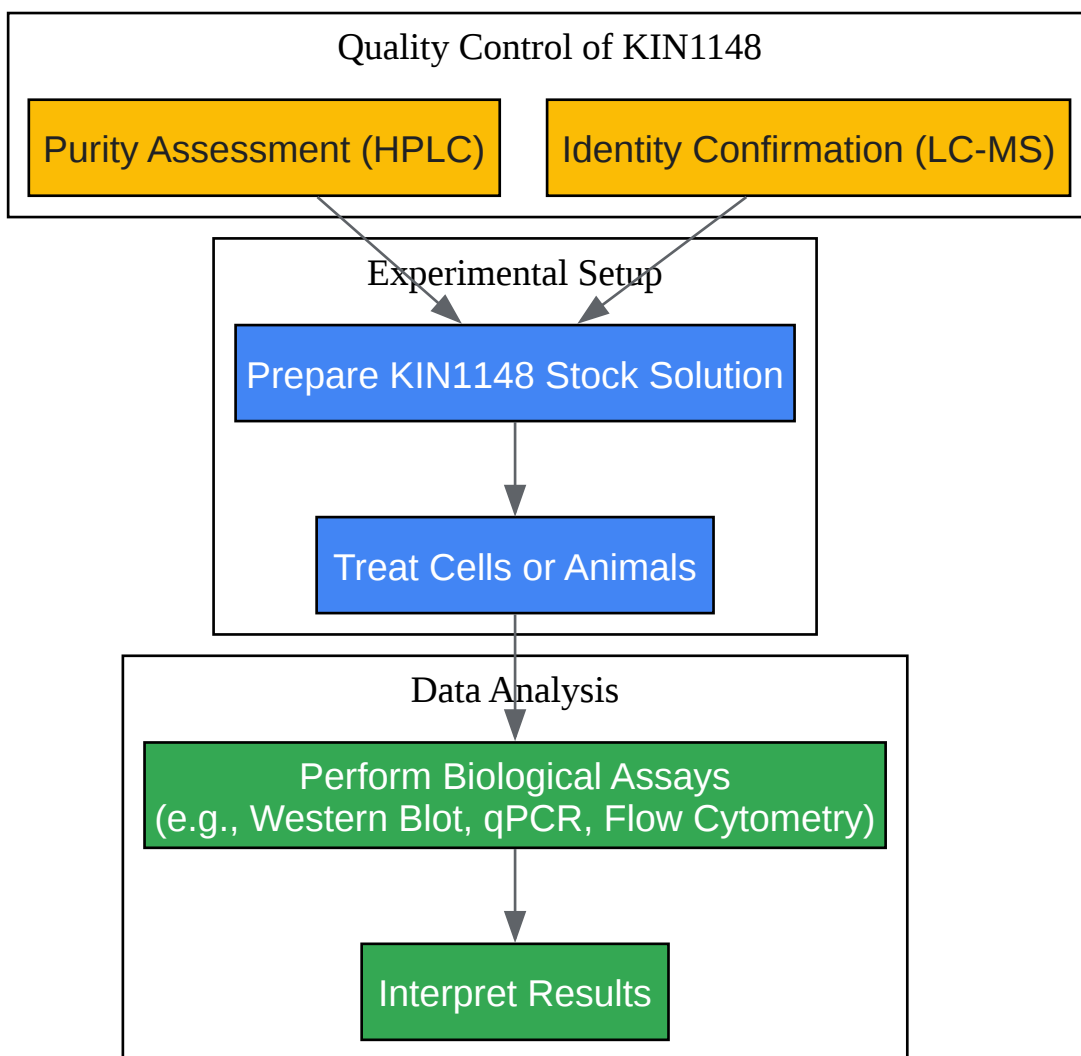 Quality Control of KIN1148
Purity Assessment (HPLC)
Identity Confirmation (LC-MS)
Experimental Setup
Prepare KIN1148 Stock Solution
Treat Cells or Animals
Data Analysis
Perform Biological Assays
(e.g., Western Blot, qPCR, Flow Cytometry)
Interpret Results